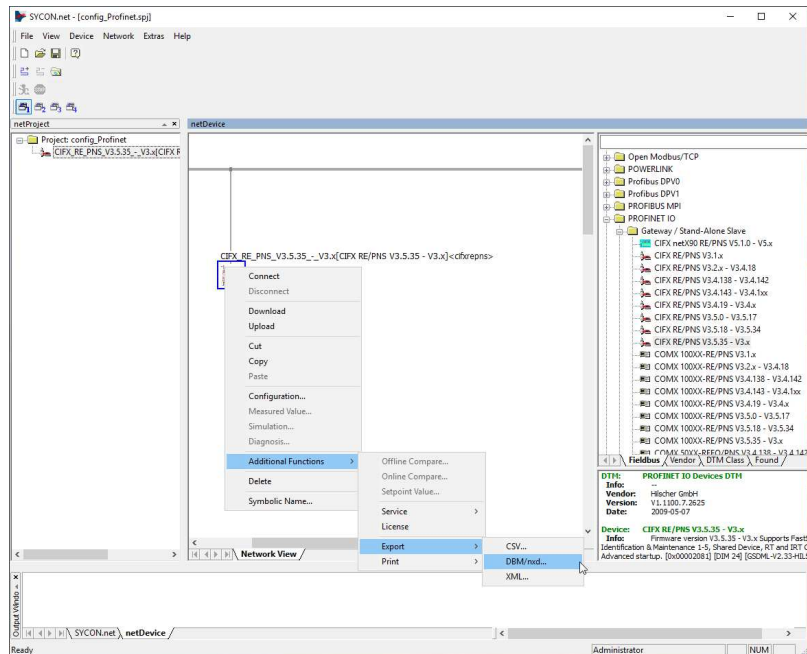 SYCON.net - [config_Profinet.spj]
File View Device Network Extras Help
netProject
netDevice
Project: config_Profinet
CIFX_RE_PNS_V3.5.35_-_V3.x[CIFX R
CIFX_RE_PNS_V3.5.35_-_V3.x[CIFX RE/PNS V3.5.35 - V3.x]<cifxrepns>
Connect
Disconnect
Download
Upload
Cut
Copy
Paste
Configuration...
Measured Value...
Simulation...
Diagnosis...
Additional Functions
Delete
Symbolic Name...
Offline Compare...
Online Compare...
Setpoint Value...
Service
License
Export
Print
CSV...
DBM/nxd...
XML...
Network View
Open Modbus/TCP
POWERLINK
Profibus DPV0
Profibus DPV1
PROFIBUS MPI
PROFINET IO
Gateway / Stand-Alone Slave
CIFX netX90 RE/PNS V5.1.0 - V5.x
CIFX RE/PNS V3.1.x
CIFX RE/PNS V3.2.x - V3.4.18
CIFX RE/PNS V3.4.138 - V3.4.142
CIFX RE/PNS V3.4.143 - V3.4.1xx
CIFX RE/PNS V3.4.19 - V3.4.x
CIFX RE/PNS V3.5.0 - V3.5.17
CIFX RE/PNS V3.5.18 - V3.5.34
CIFX RE/PNS V3.5.35 - V3.x
COMX 100XX-RE/PNS V3.1.x
COMX 100XX-RE/PNS V3.2.x - V3.4.18
COMX 100XX-RE/PNS V3.4.138 - V3.4.142
COMX 100XX-RE/PNS V3.4.143 - V3.4.1xx
COMX 100XX-RE/PNS V3.4.19 - V3.4.x
COMX 100XX-RE/PNS V3.5.0 - V3.5.17
COMX 100XX-RE/PNS V3.5.18 - V3.5.34
COMX 100XX-RE/PNS V3.5.35 - V3.x
COMX 50XX-REFO/PNS V3.4.138 - V3.4.142
Fieldbus Vendor DTM Class Found
DTM: PROFINET IO Devices DTM
Info: --
Vendor: Hilscher GmbH
Version: V1.1100.7.2625
Date: 2009-05-07
Device: CIFX RE/PNS V3.5.35 - V3.x
Info: Firmware version V3.5.35 - V3.x Supports FastS
Identification & Maintenance 1-5, Shared Device, RT and IRT C
Advanced startup. [0x00002081] [DIM 24] [GSDML-V2.33-HILS
Output Windo
SYCON.net netDevice
Ready
Administrator
NUM